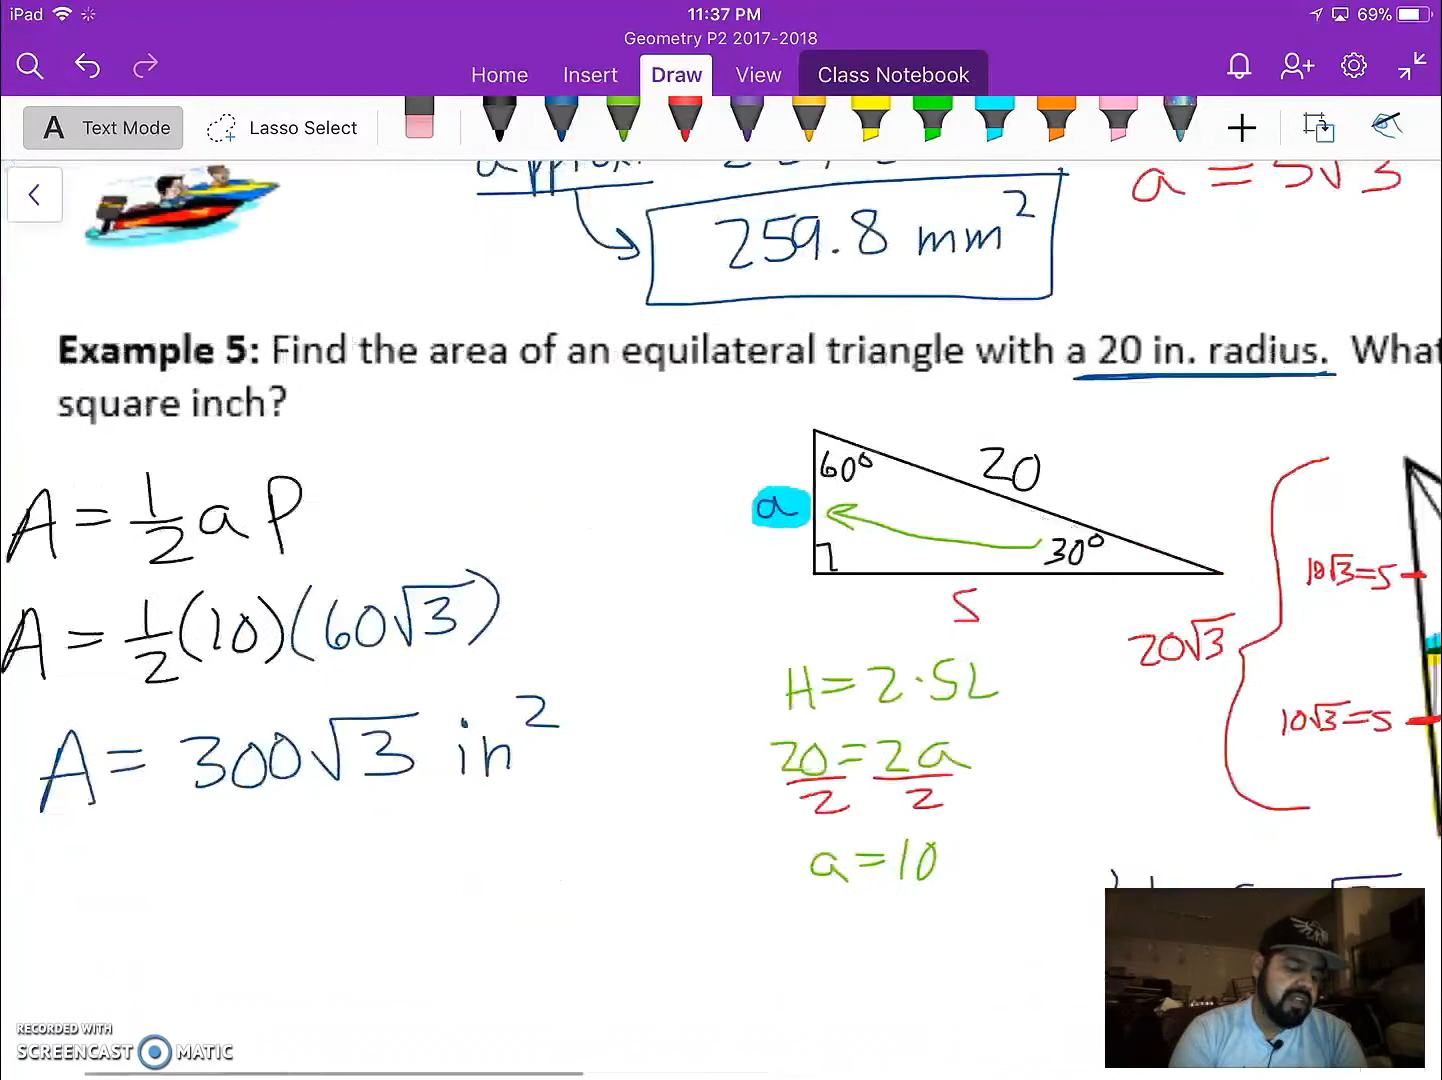 iPad 11:37 PM 69%
Geometry P2 2017-2018
Home Insert Draw View Class Notebook
A Text Mode Lasso Select
approx.
a = 5√3
259.8 mm²
Example 5: Find the area of an equilateral triangle with a 20 in. radius. What
square inch?
A = 1/2 a P
A = 1/2 (10)(60√3)
A = 300√3 in²
60° 20
a
30°
S
H = 2·SL
20 = 2a
2 2
a = 10
20√3
10√3=S
10√3=S
RECORDED WITH
SCREENCAST MATIC